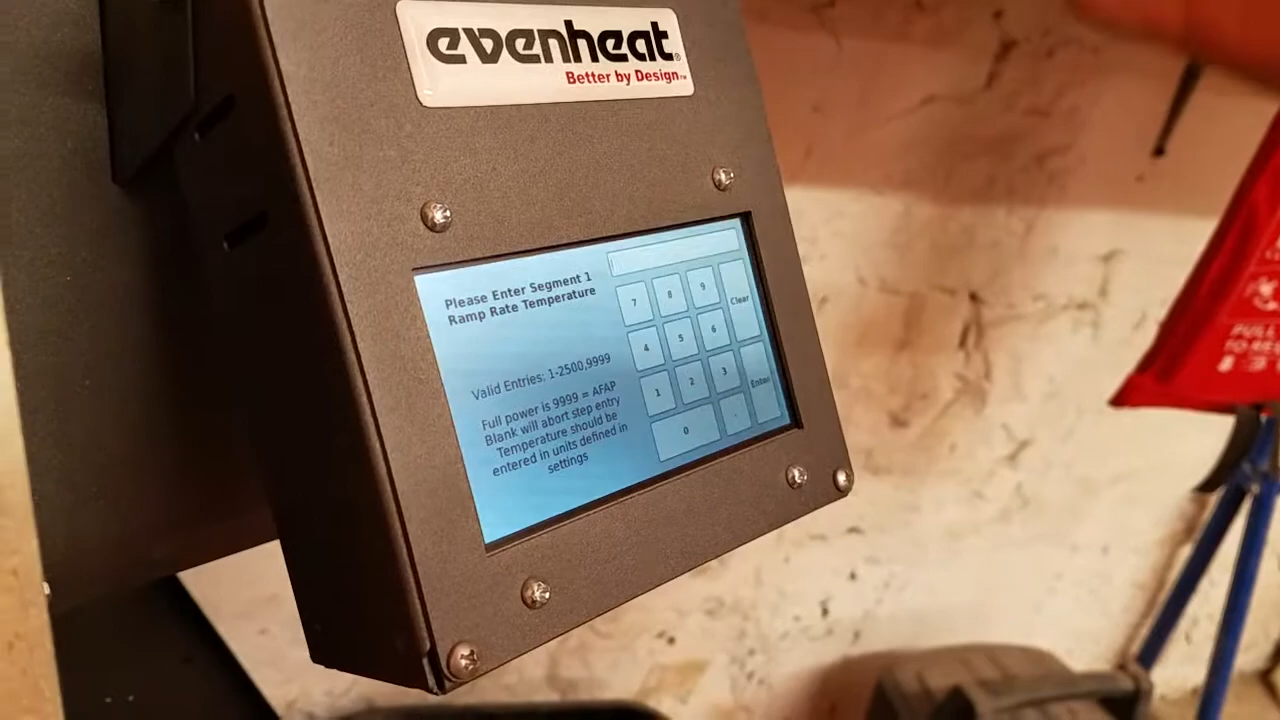 evenheat®
Better by Design™
Please Enter Segment 1
Ramp Rate Temperature
Valid Entries: 1-2500,9999
Full power is 9999 = AFAP
Blank will abort step entry
Temperature should be
entered in units defined in
settings
7 8 9 Clear
4 5 6
1 2 3 Enter
0 .
PULL